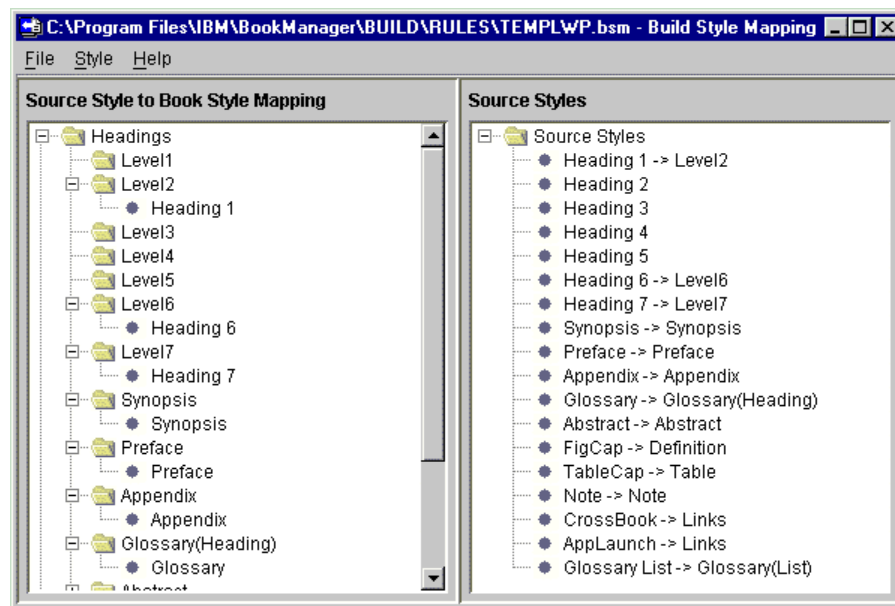 C:\Program Files\IBM\BookManager\BUILD\RULES\TEMPLWP.bsm - Build Style Mapping
File Style Help
Source Style to Book Style Mapping
Headings
Level1
Level2
Heading 1
Level3
Level4
Level5
Level6
Heading 6
Level7
Heading 7
Synopsis
Synopsis
Preface
Preface
Appendix
Appendix
Glossary(Heading)
Glossary
Abstract
Source Styles
Source Styles
Heading 1 -> Level2
Heading 2
Heading 3
Heading 4
Heading 5
Heading 6 -> Level6
Heading 7 -> Level7
Synopsis -> Synopsis
Preface -> Preface
Appendix -> Appendix
Glossary -> Glossary(Heading)
Abstract -> Abstract
FigCap -> Definition
TableCap -> Table
Note -> Note
CrossBook -> Links
AppLaunch -> Links
Glossary List -> Glossary(List)